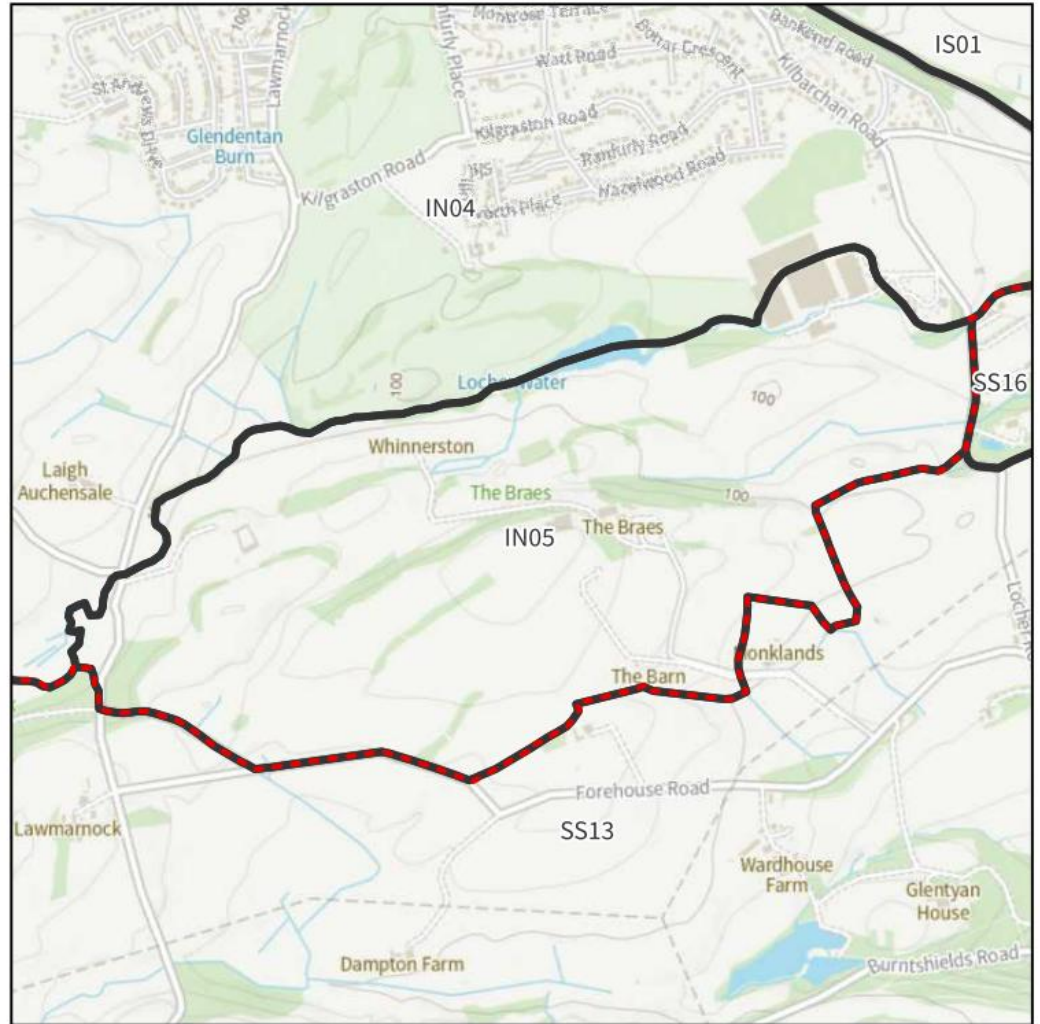 100
Lawmarnock
nfurly Place
Montrose Terrace
Watt Road
Bonar Crescent
Bankend Road
IS01
Kilbarchan Road
St Andrews Drive
Glendentan
Burn
Kilgraston Road
Kilgraston Road
Ranfurly Road
Hazelwood Road
IN04
100
Locher Water
100
SS16
Whinnerston
Laigh
Auchensale
The Braes
100
IN05
The Braes
Monklands
The Barn
Forehouse Road
Lawmarnock
SS13
Wardhouse
Farm
Glentyan
House
Dampton Farm
Burntshields Road